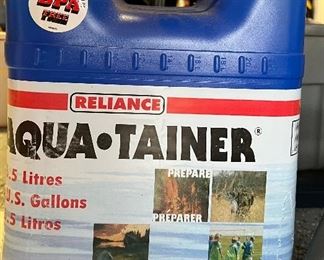 BPA
FREE
RELIANCE
AQUA•TAINER®
.5 Litres
U.S. Gallons
.5 Litros
PREPARE
PREPARER